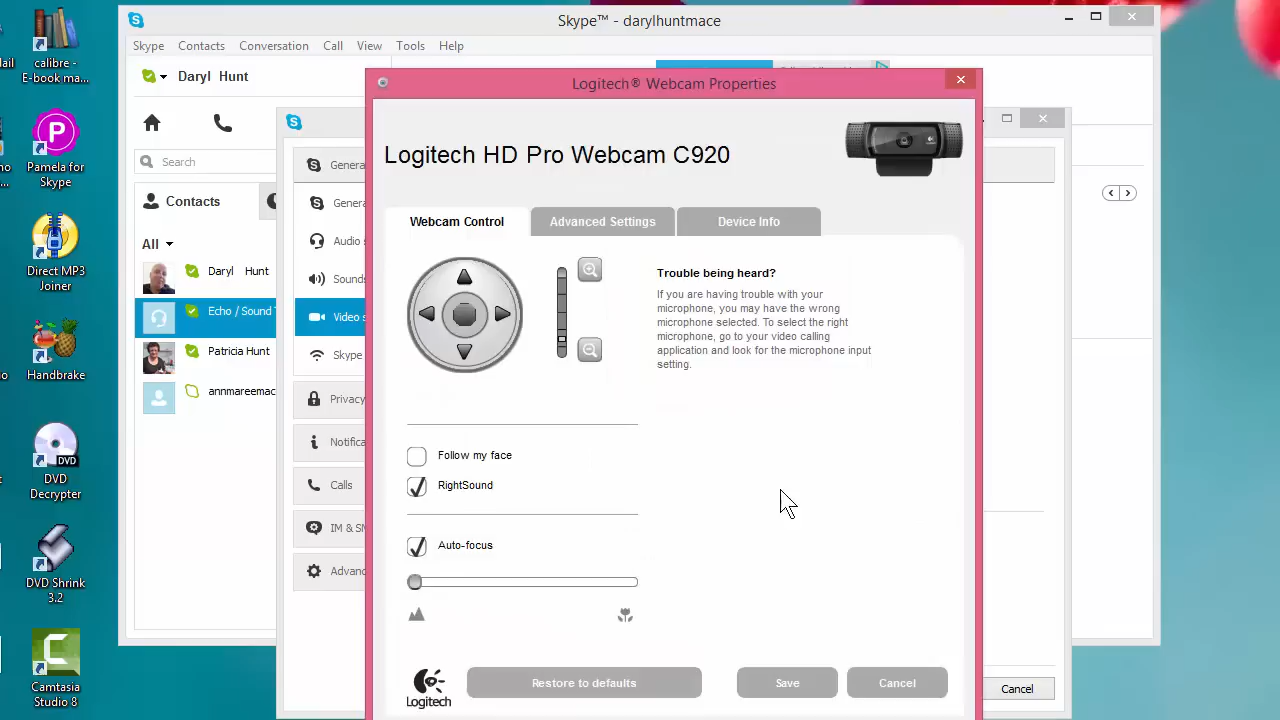 Skype™ - darylhuntmace
Skype Contacts Conversation Call View Tools Help
Daryl Hunt
Search
Contacts
All
Daryl Hunt
Echo / Sound
Patricia Hunt
annmareemac
calibre -
E-book ma...
Pamela for
Skype
Direct MP3
Joiner
Handbrake
DVD
DVD
Decrypter
DVD Shrink
3.2
Camtasia
Studio 8
Genera
Genera
Audio
Sounds
Video s
Skype
Privacy
Notifica
Calls
IM & SM
Advanc
Logitech® Webcam Properties
Logitech HD Pro Webcam C920
Webcam Control
Advanced Settings
Device Info
Trouble being heard?
If you are having trouble with your
microphone, you may have the wrong
microphone selected. To select the right
microphone, go to your video calling
application and look for the microphone input
setting.
Follow my face
RightSound
Auto-focus
Logitech
Restore to defaults
Save
Cancel
Cancel